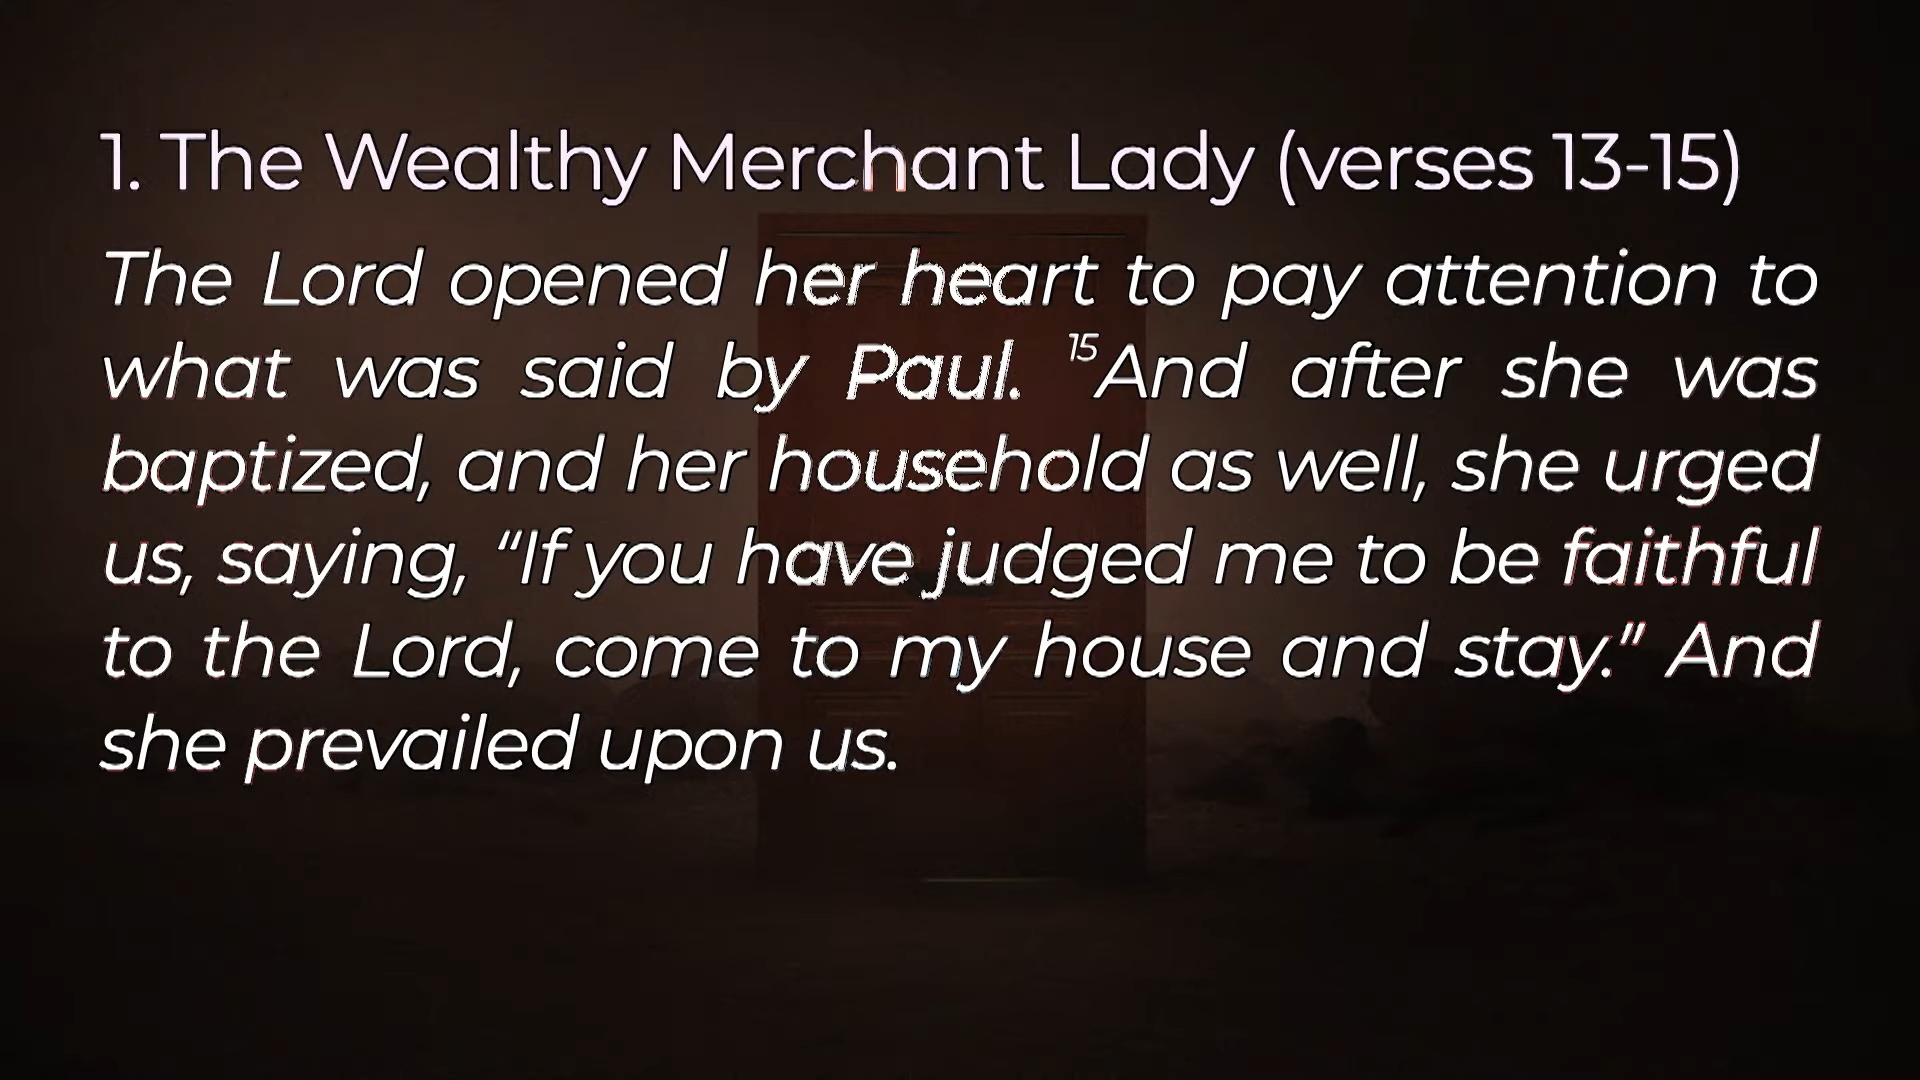 1. The Wealthy Merchant Lady (verses 13-15)
The Lord opened her heart to pay attention to
what was said by Paul. ¹⁵And after she was
baptized, and her household as well, she urged
us, saying, “If you have judged me to be faithful
to the Lord, come to my house and stay.” And
she prevailed upon us.